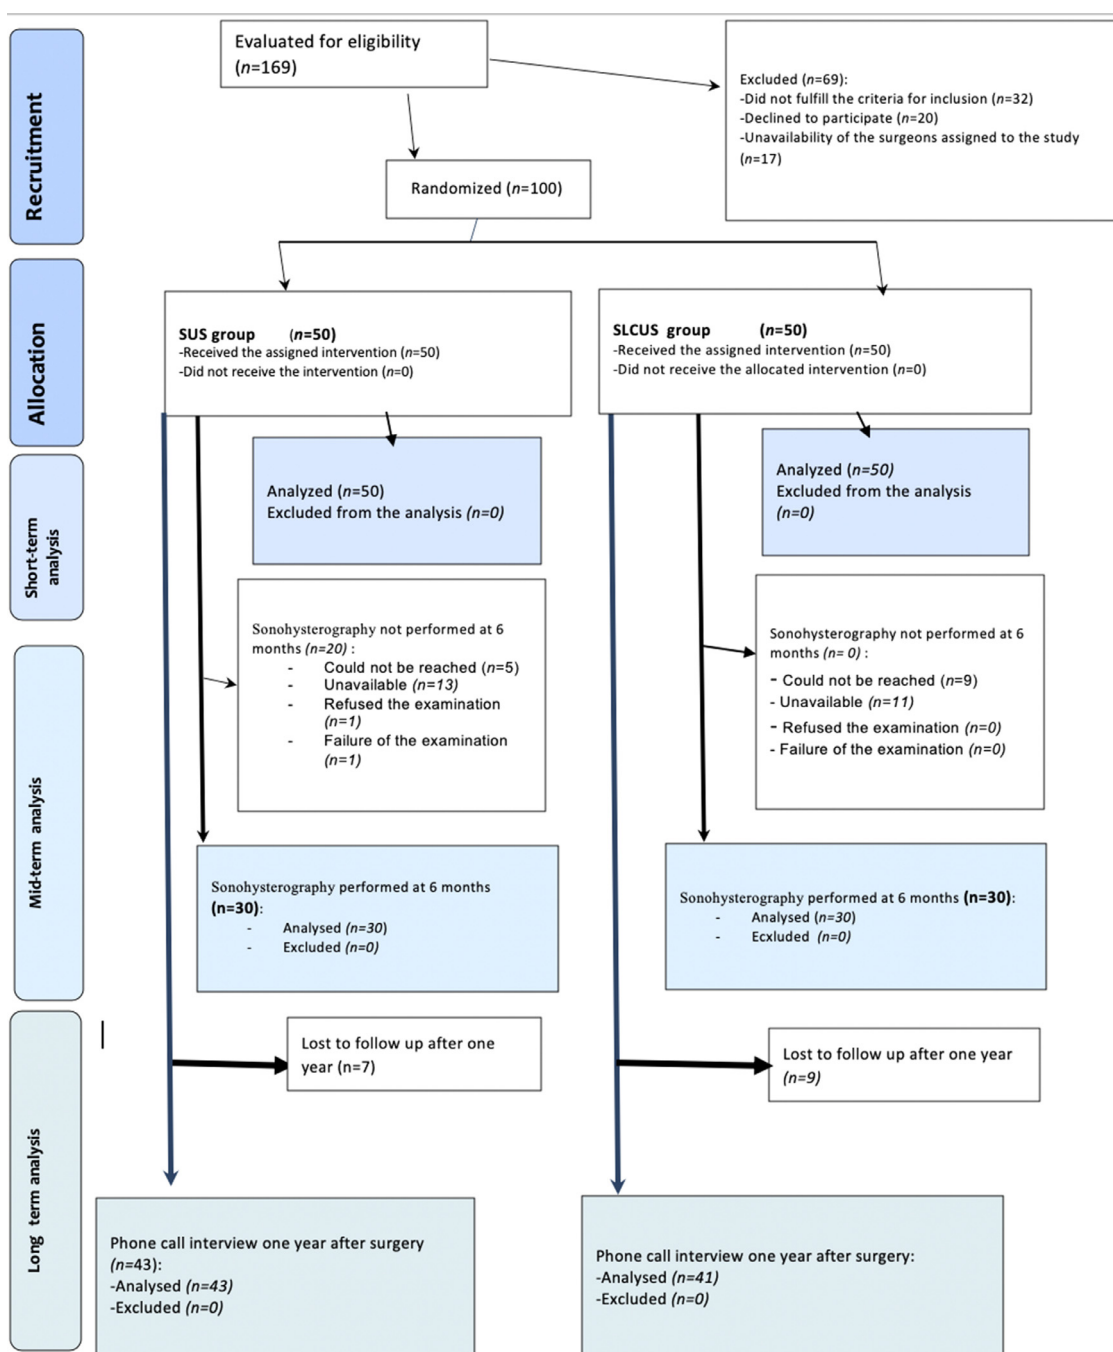 Recruitment
Evaluated for eligibility
(n=169)
Excluded (n=69):
-Did not fulfill the criteria for inclusion (n=32)
-Declined to participate (n=20)
-Unavailability of the surgeons assigned to the study
(n=17)
Randomized (n=100)
Allocation
SUS group (n=50)
-Received the assigned intervention (n=50)
-Did not receive the intervention (n=0)
SLCUS group (n=50)
-Received the assigned intervention (n=50)
-Did not receive the allocated intervention (n=0)
Short-term
analysis
Analyzed (n=50)
Excluded from the analysis (n=0)
Analyzed (n=50)
Excluded from the analysis
(n=0)
Mid-term analysis
Sonohysterography not performed at 6
months (n=20) :
- Could not be reached (n=5)
- Unavailable (n=13)
- Refused the examination
(n=1)
- Failure of the examination
(n=1)
Sonohysterography not performed at 6
months (n= 0) :
- Could not be reached (n=9)
- Unavailable (n=11)
- Refused the examination (n=0)
- Failure of the examination (n=0)
Sonohysterography performed at 6 months
(n=30):
- Analysed (n=30)
- Excluded (n=0)
Sonohysterography performed at 6 months (n=30):
- Analysed (n=30)
- Ecxluded (n=0)
Long term analysis
Lost to follow up after one
year (n=7)
Lost to follow up after one year
(n=9)
Phone call interview one year after surgery
(n=43):
-Analysed (n=43)
-Excluded (n=0)
Phone call interview one year after surgery:
-Analysed (n=41)
-Excluded (n=0)